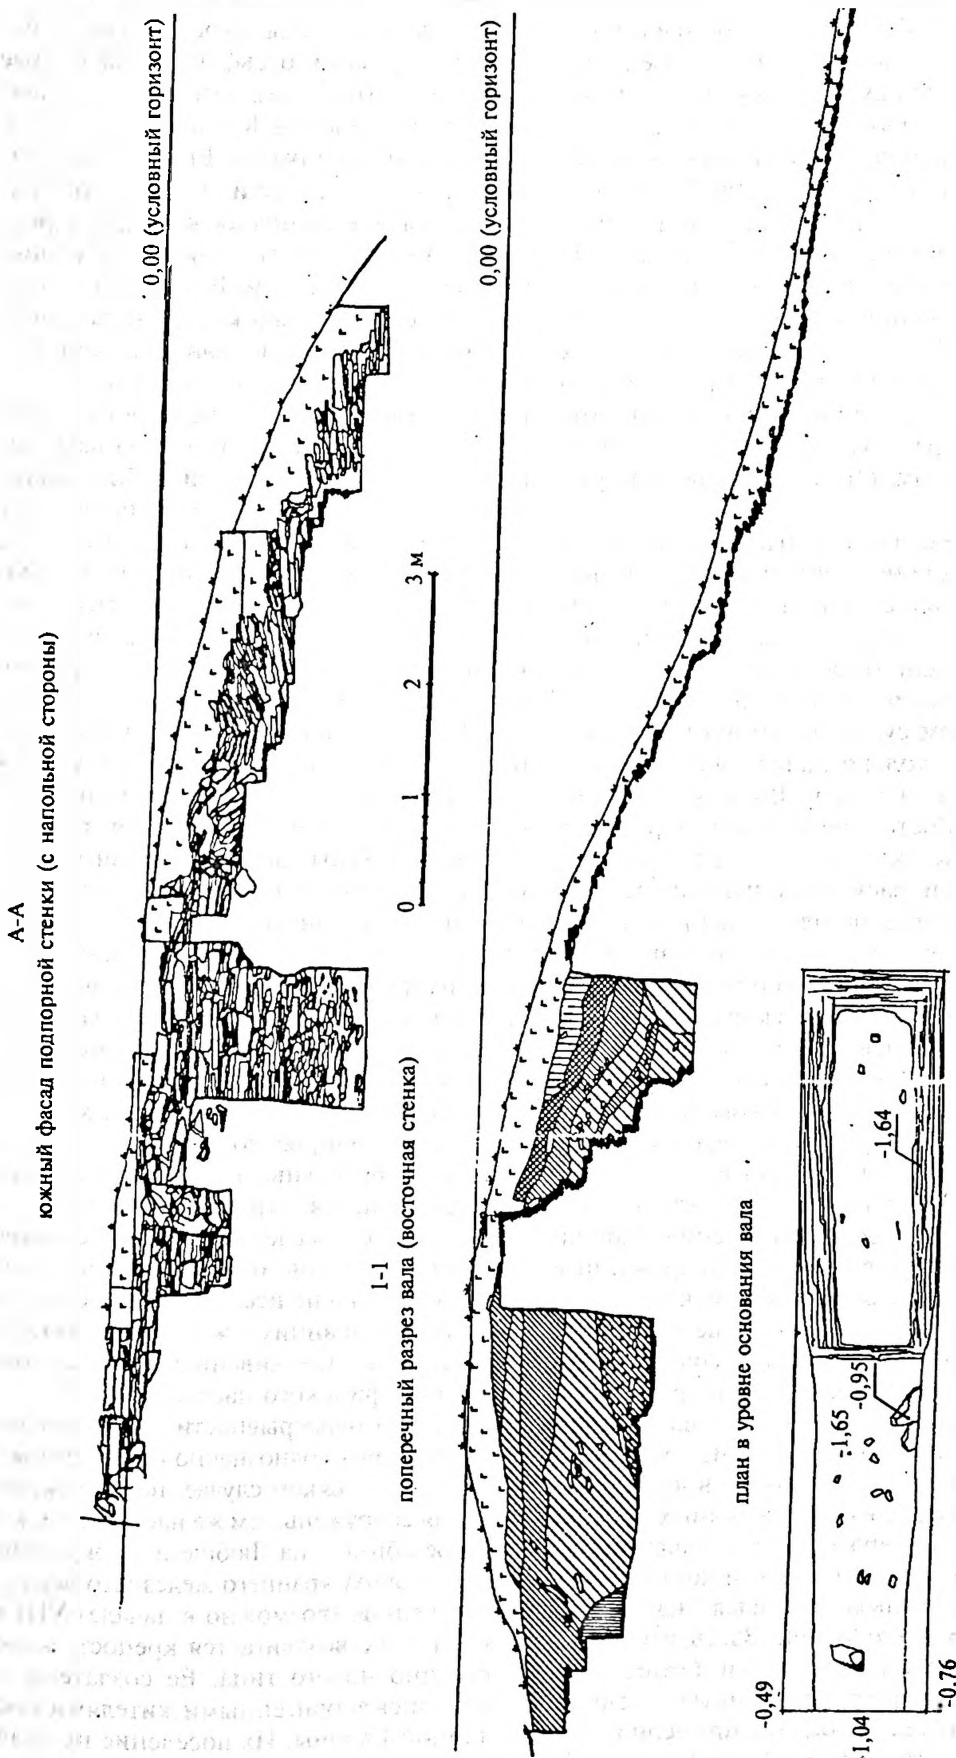 А-А
южный фасад подпорной стенки (с напольной стороны)
0,00 (условный горизонт)
0
1
2
3 м
1-1
поперечный разрез вала (восточная стенка)
0,00 (условный горизонт)
план в уровне основания вала
-0,49
-1,04
-0,76
-1,65
-0,95
-1,64